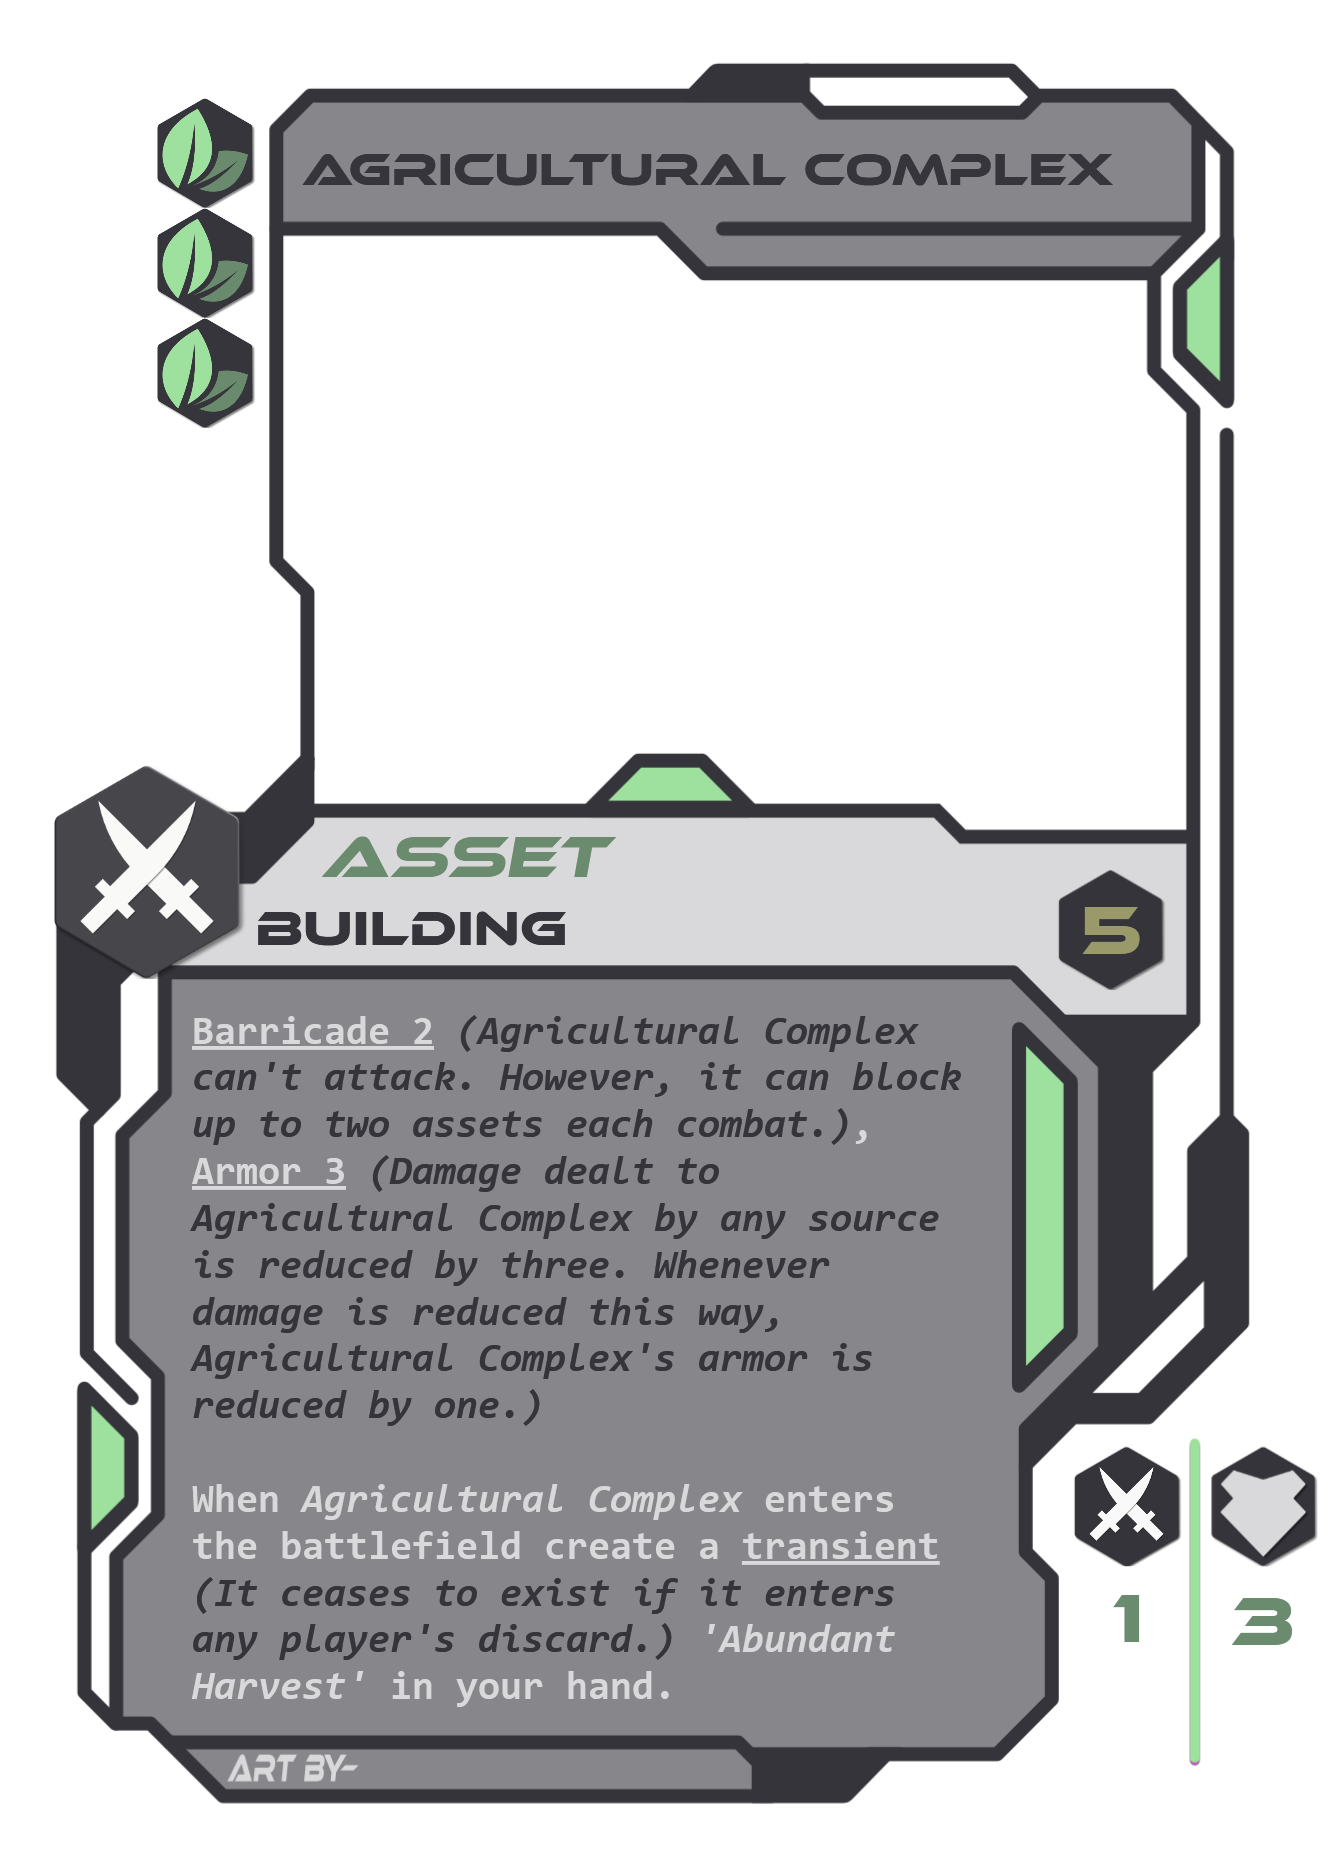 AGRICULTURAL COMPLEX
ASSET
BUILDING
5
Barricade 2 (Agricultural Complex
can't attack. However, it can block
up to two assets each combat.),
Armor 3 (Damage dealt to
Agricultural Complex by any source
is reduced by three. Whenever
damage is reduced this way,
Agricultural Complex's armor is
reduced by one.)
When Agricultural Complex enters
the battlefield create a transient
(It ceases to exist if it enters
any player's discard.) 'Abundant
Harvest' in your hand.
1
3
ART BY-